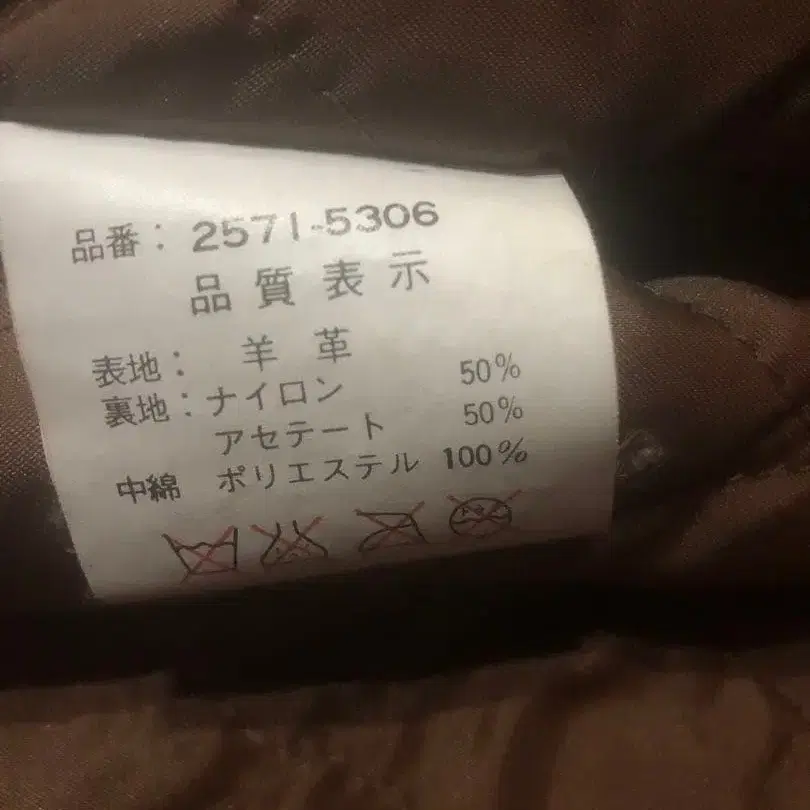 品番：2571-5306
品質表示
表地：羊革
裏地：ナイロン 50%
アセテート 50%
中綿 ポリエステル 100%